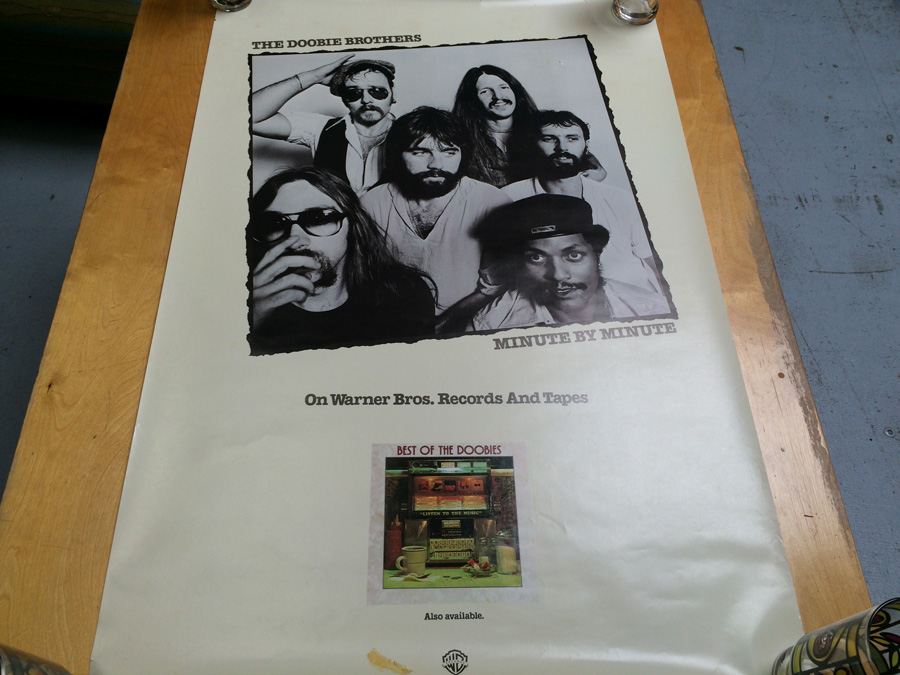 THE DOOBIE BROTHERS
MINUTE BY MINUTE
On Warner Bros. Records And Tapes
BEST OF THE DOOBIES
"LISTEN TO THE MUSIC"
Also available.